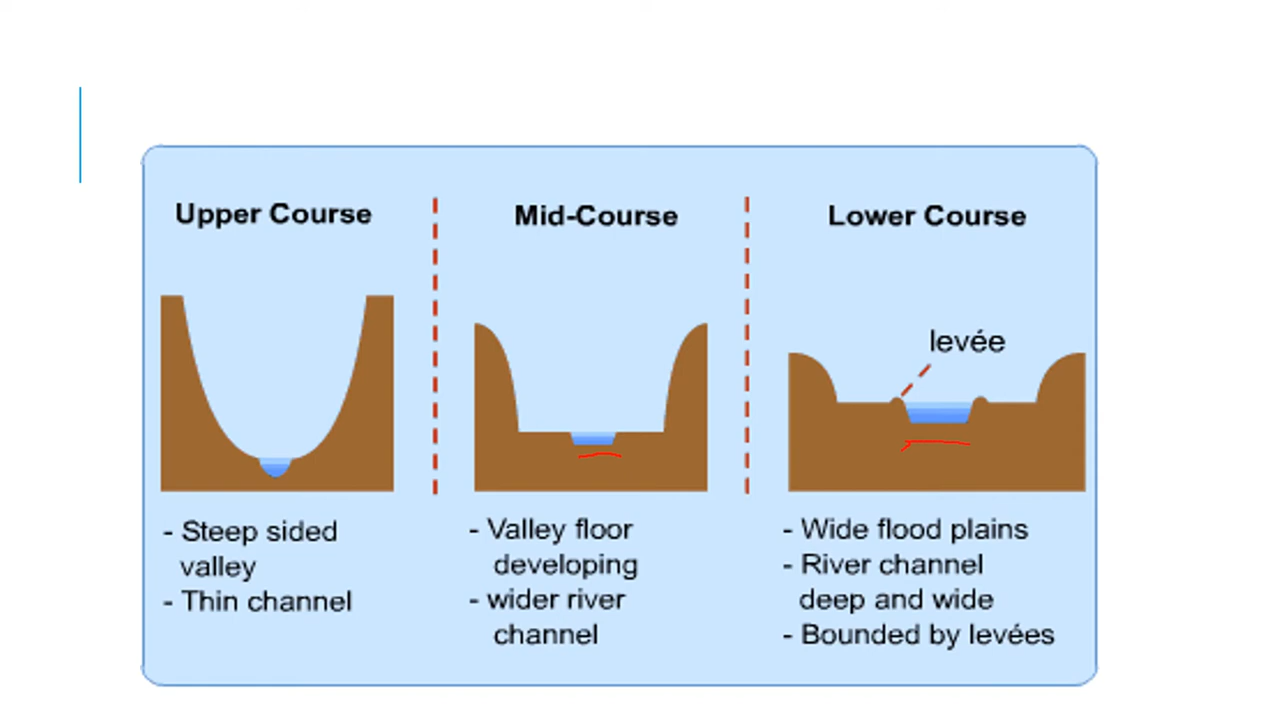 Upper Course
Mid-Course
Lower Course
levée
- Steep sided
valley
- Thin channel
- Valley floor
developing
- wider river
channel
- Wide flood plains
- River channel
deep and wide
- Bounded by levées